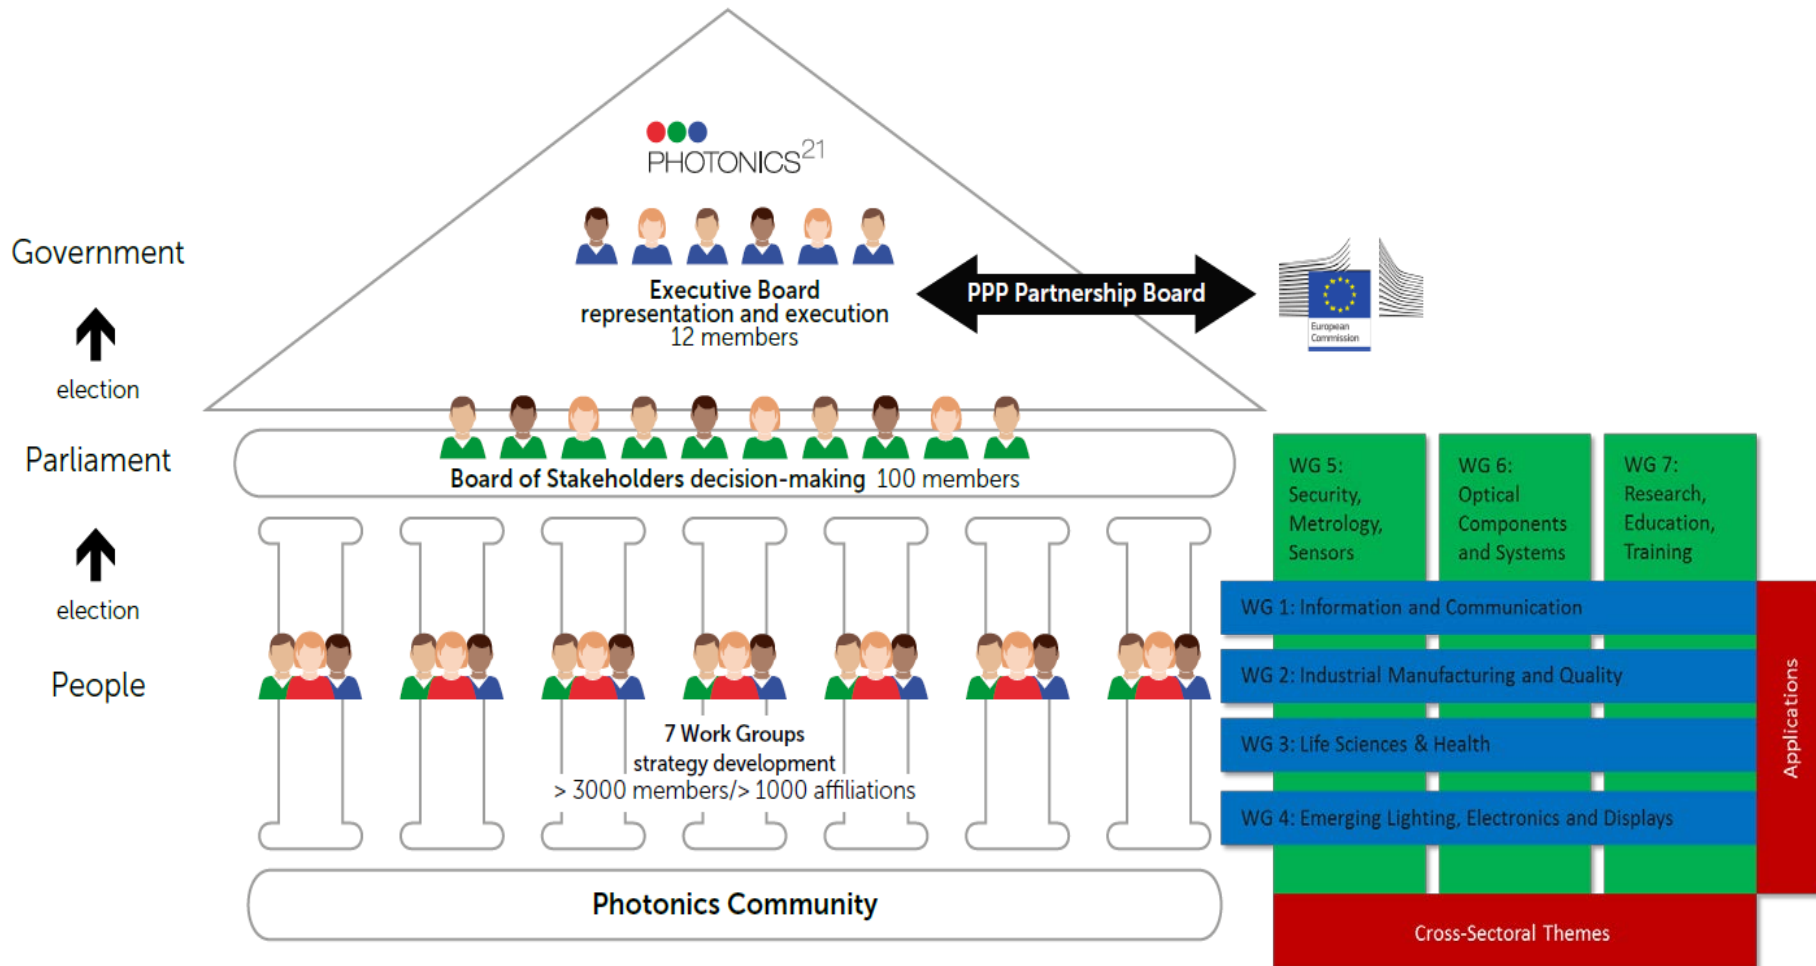 PHOTONICS21
Government
Executive Board
representation and execution
12 members
PPP Partnership Board
European
Commission
election
Parliament
Board of Stakeholders decision-making 100 members
election
People
7 Work Groups
strategy development
> 3000 members/> 1000 affiliations
Photonics Community
WG 5:
Security,
Metrology,
Sensors
WG 6:
Optical
Components
and Systems
WG 7:
Research,
Education,
Training
WG 1: Information and Communication
WG 2: Industrial Manufacturing and Quality
WG 3: Life Sciences & Health
WG 4: Emerging Lighting, Electronics and Displays
Applications
Cross-Sectoral Themes